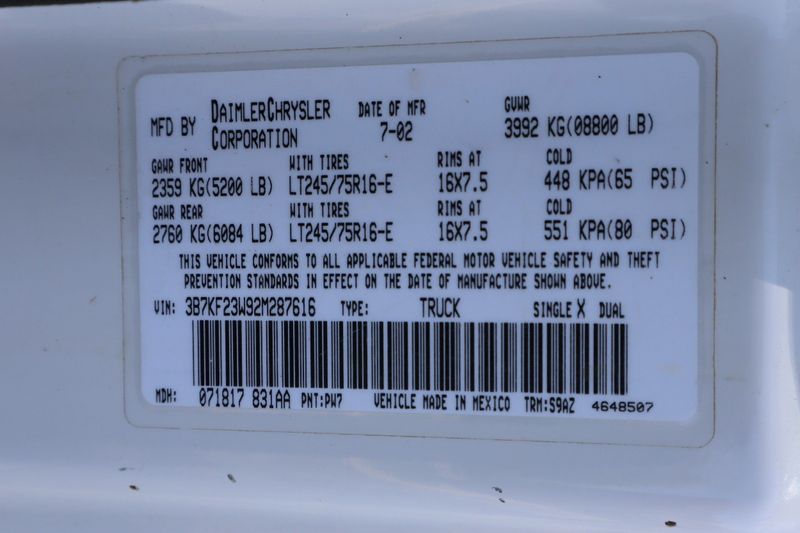 MFD BY DAIMLERCHRYSLER CORPORATION DATE OF MFR 7-02 GVWR 3992 KG(08800 LB)
GAWR FRONT WITH TIRES RIMS AT COLD
2359 KG(5200 LB) LT245/75R16-E 16X7.5 448 KPA(65 PSI)
GAWR REAR WITH TIRES RIMS AT COLD
2760 KG(6084 LB) LT245/75R16-E 16X7.5 551 KPA(80 PSI)
THIS VEHICLE CONFORMS TO ALL APPLICABLE FEDERAL MOTOR VEHICLE SAFETY AND THEFT
PREVENTION STANDARDS IN EFFECT ON THE DATE OF MANUFACTURE SHOWN ABOVE.
VIN: 3B7KF23W92M287616 TYPE: TRUCK SINGLE X DUAL
MDH: 071817 831AA PNT:PW7 VEHICLE MADE IN MEXICO TRM:S9AZ 4648507